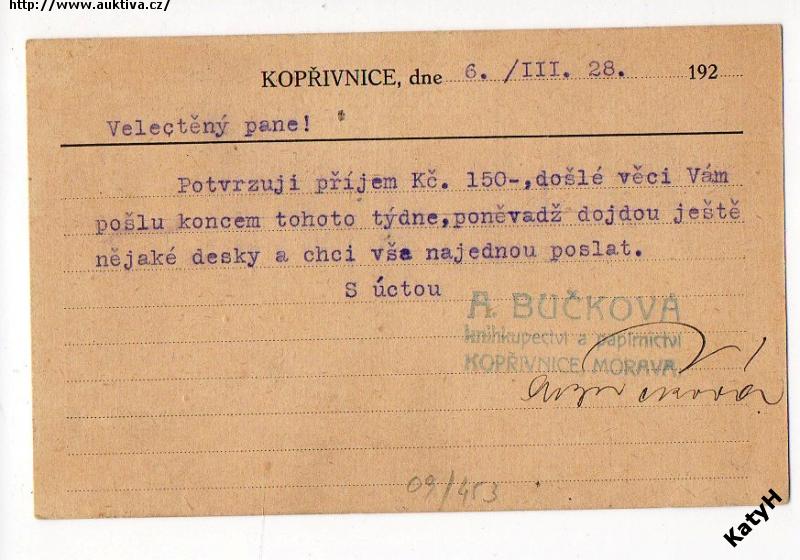 http://www.auktiva.cz/
KOPŘIVNICE, dne 6. /III. 28. 192
Velectěný pane!
Potvrzuji příjem Kč. 150-,došlé věci Vám
pošlu koncem tohoto týdne,poněvadž dojdou ještě
nějaké desky a chci vše najednou poslat.
S úctou
A. BUČKOVÁ
knihkupectví a papírnictví
KOPŘIVNICE, MORAVA.
09/453
KatyH